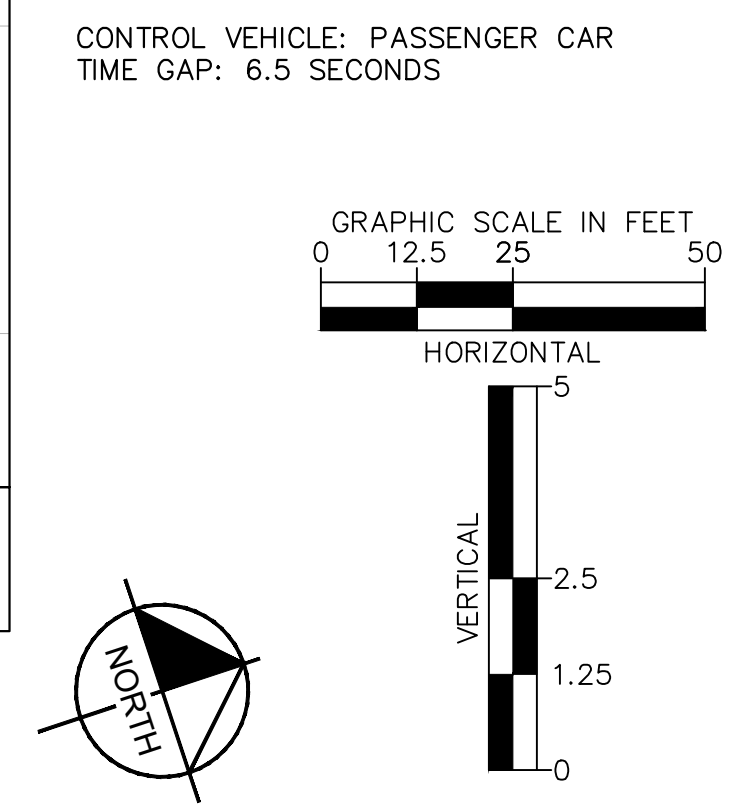 CONTROL VEHICLE: PASSENGER CAR
TIME GAP: 6.5 SECONDS
GRAPHIC SCALE IN FEET
0 12.5 25 50
HORIZONTAL
5
2.5
VERTICAL
1.25
0
NORTH